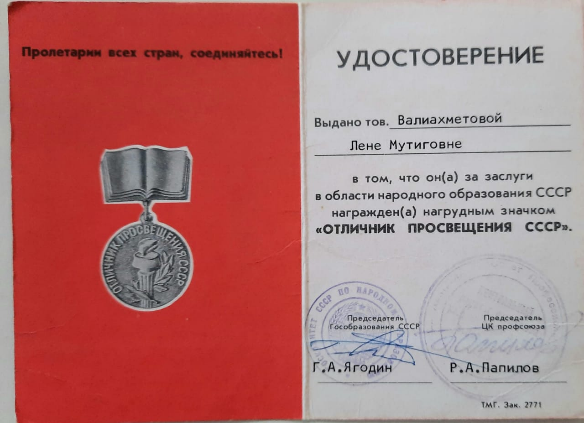 Пролетарии всех стран, соединяйтесь!
ОТЛИЧНИК ПРОСВЕЩЕНИЯ СССР
УДОСТОВЕРЕНИЕ
Выдано тов. Валиахметовой
Лене Мутиговне
в том, что он(а) за заслуги
в области народного образования СССР
награжден(а) нагрудным значком
«ОТЛИЧНИК ПРОСВЕЩЕНИЯ СССР».
Председатель
Гособразования СССР
Г.А.Ягодин
Председатель
ЦК профсоюза
Р.А.Папилов
ТМГ. Зак. 2771